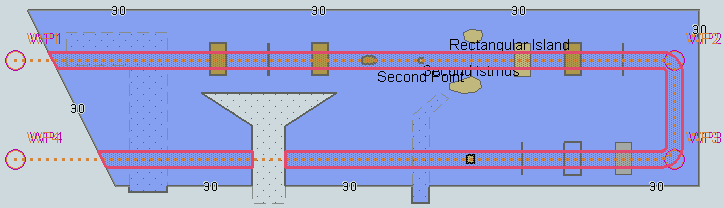 30
30
30
30
WP1
WP2
Rectangular Island
Second Isthmus
Second Point
30
WP4
WP3
30
30
30